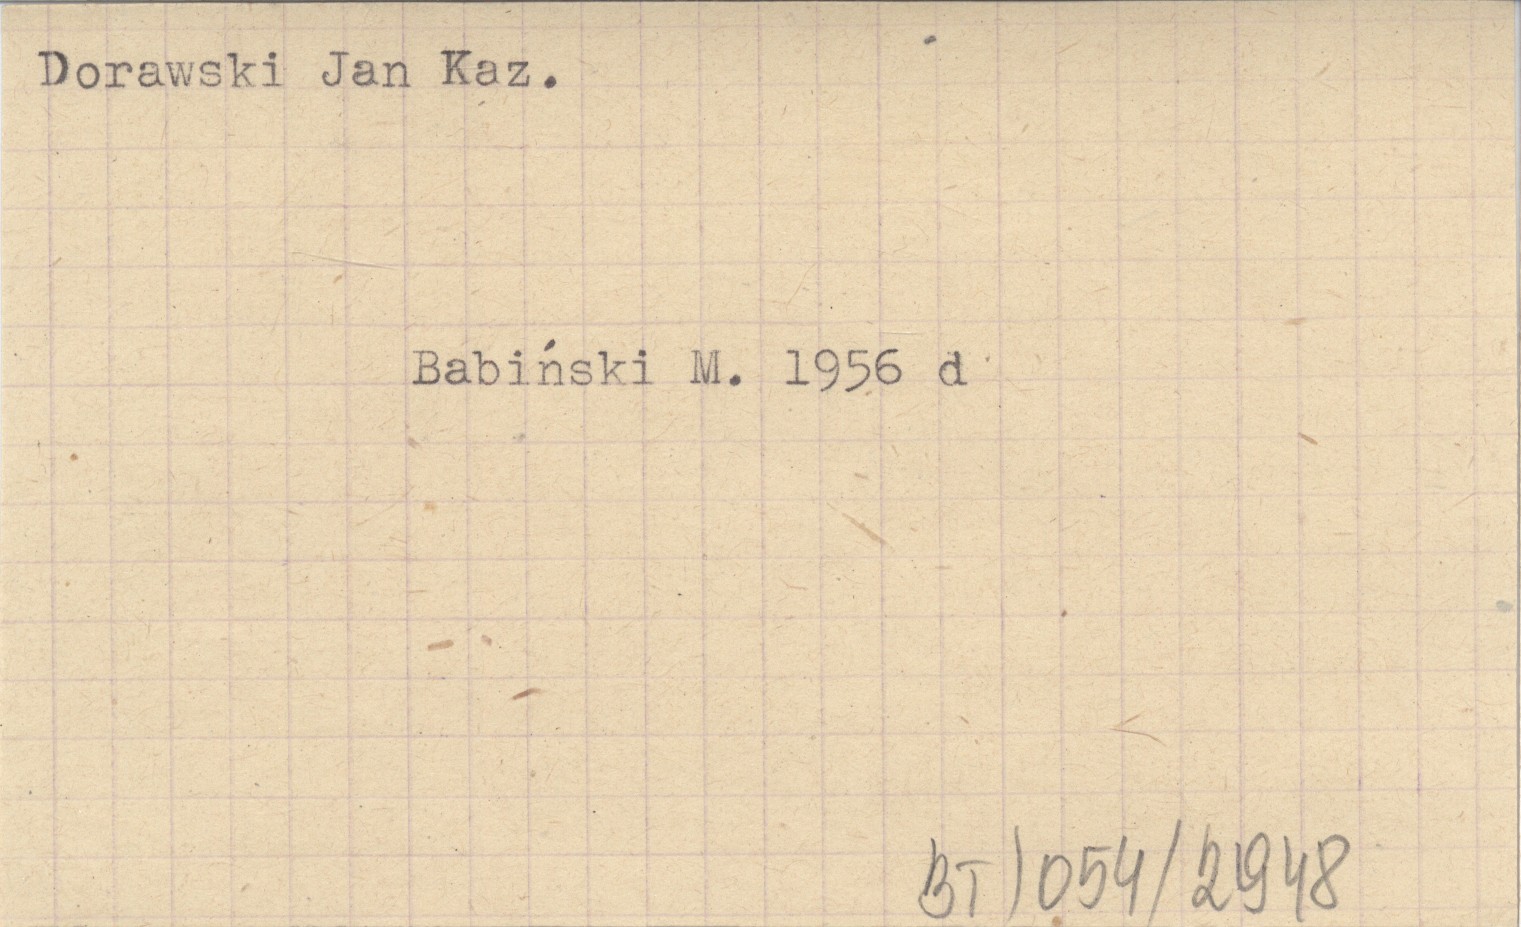 Dorawski Jan Kaz.
Babiński M. 1956 d
BT 1054/2948